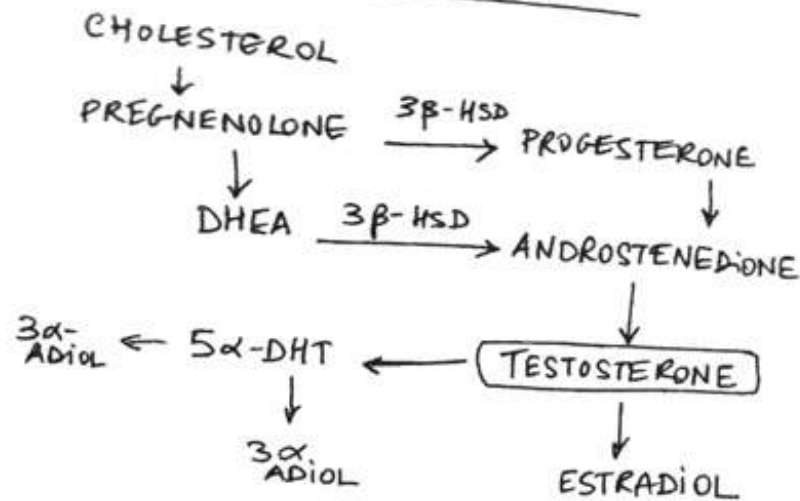 CHOLESTEROL
PREGNENOLONE 3β-HSD PROGESTERONE
DHEA 3β-HSD ANDROSTENEDiONE
3α-
ADiOL 5α-DHT TESTOSTERONE
3α
ADiOL
ESTRADiOL